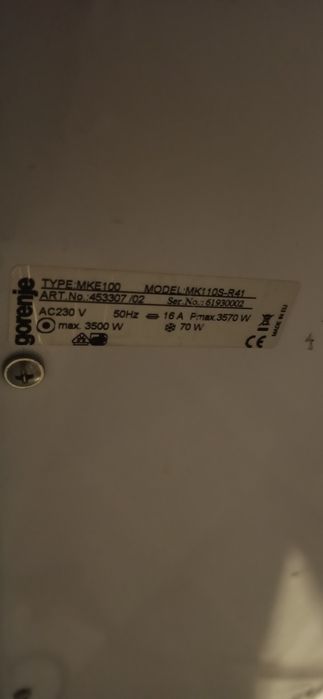 gorenje
TYPE:MKE100 MODEL:MK110S-R41
ART.No.:453307 /02 Ser.No.: 61930002
AC230 V 50Hz 16 A Pmax.3570 W
max. 3500 W 70 W
CE
MADE IN EU